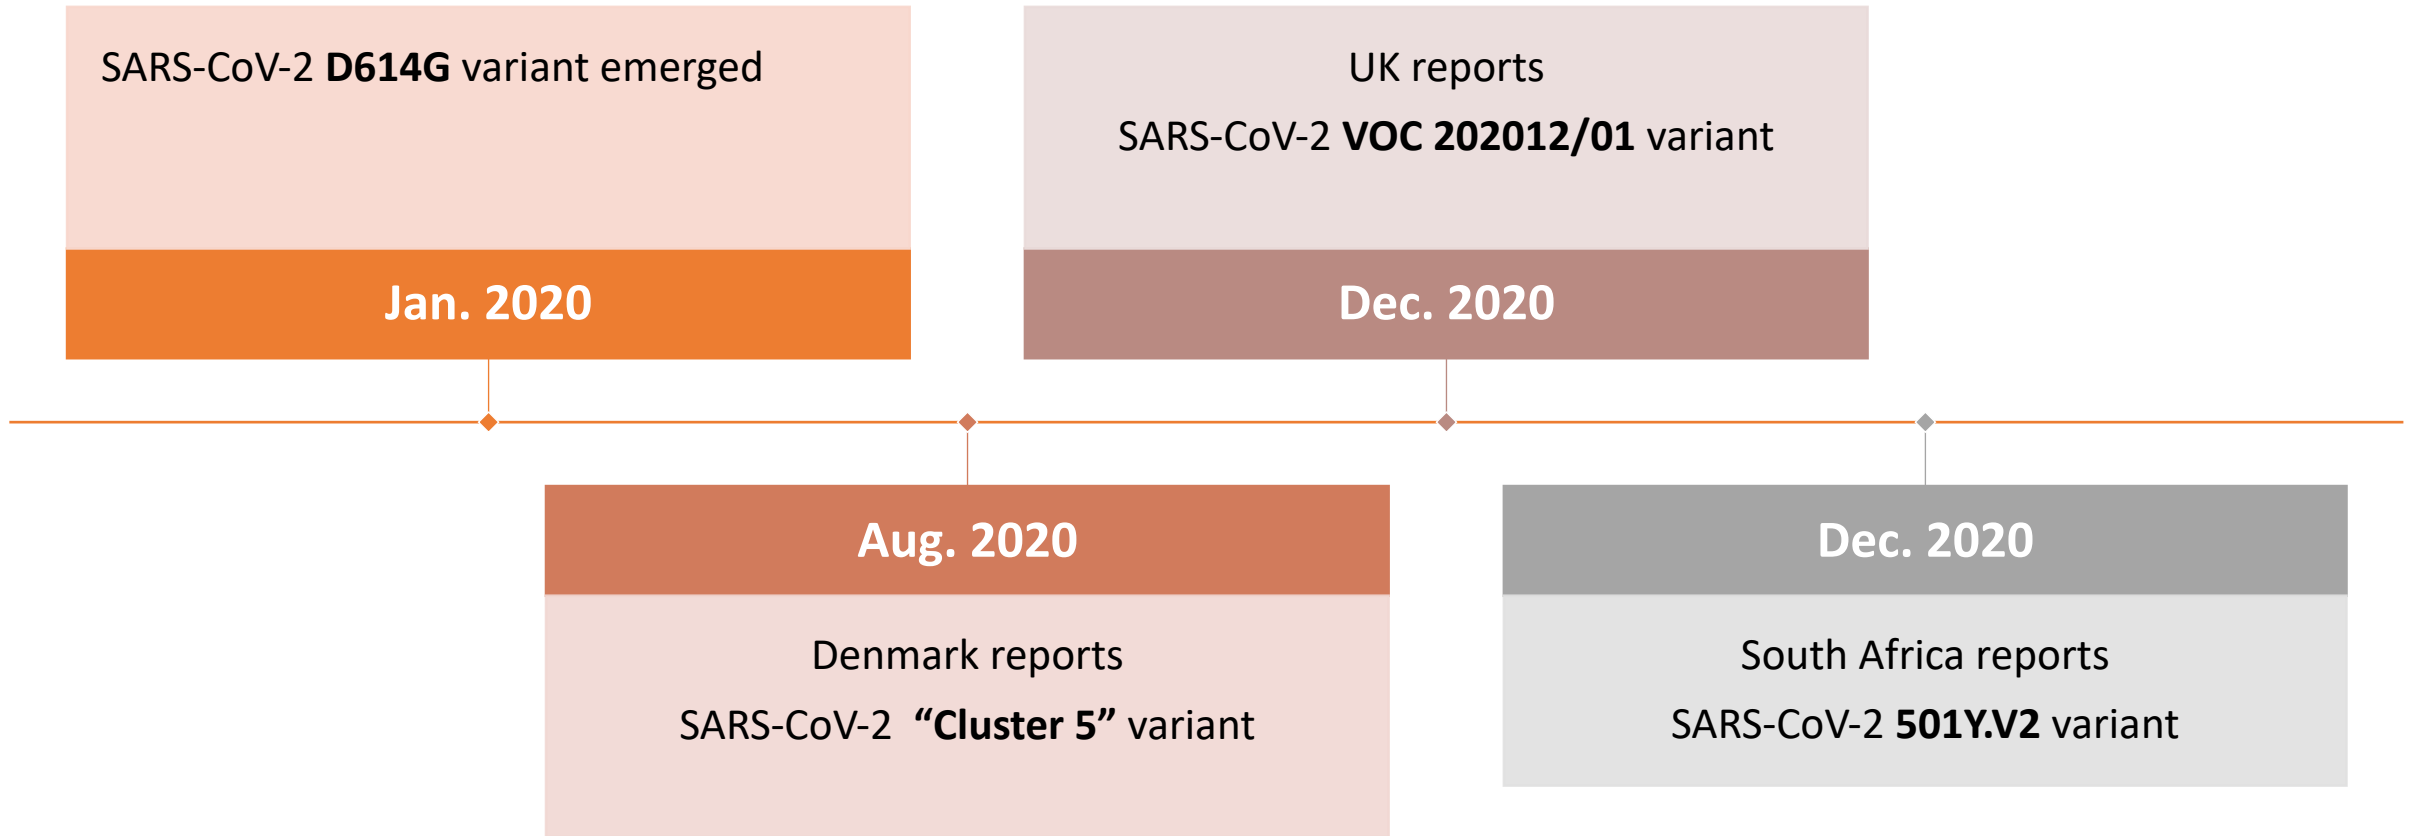 SARS-CoV-2 D614G variant emerged
Jan. 2020
Aug. 2020
Denmark reports
SARS-CoV-2  “Cluster 5” variant
UK reports
SARS-CoV-2 VOC 202012/01 variant
Dec. 2020
Dec. 2020
South Africa reports
SARS-CoV-2 501Y.V2 variant